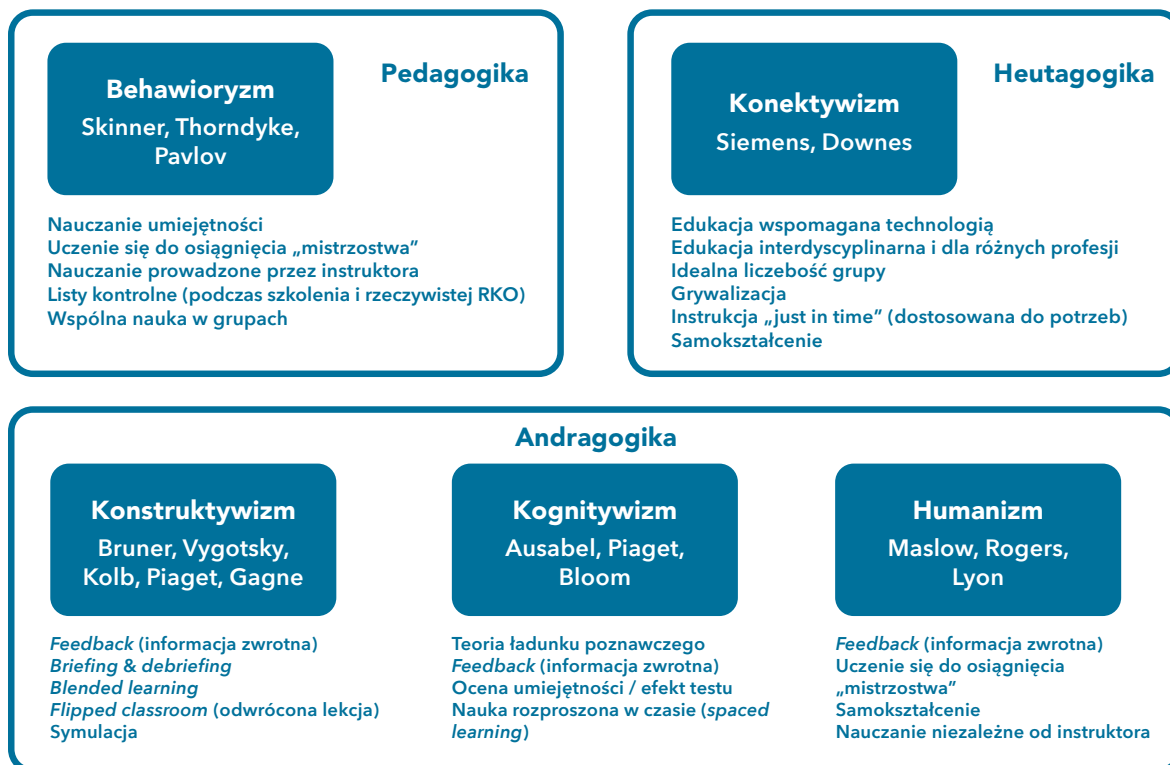 Pedagogika
Behawioryzm
Skinner, Thorndyke,
Pavlov
Nauczanie umiejętności
Uczenie się do osiągnięcia „mistrzostwa”
Nauczanie prowadzone przez instruktora
Listy kontrolne (podczas szkolenia i rzeczywistej RKO)
Wspólna nauka w grupach
Heutagogika
Konektywizm
Siemens, Downes
Edukacja wspomagana technologią
Edukacja interdyscyplinarna i dla różnych profesji
Idealna liczebość grupy
Grywalizacja
Instrukcja „just in time” (dostosowana do potrzeb)
Samokształcenie
Andragogika
Konstruktywizm
Bruner, Vygotsky,
Kolb, Piaget, Gagne
Feedback (informacja zwrotna)
Briefing & debriefing
Blended learning
Flipped classroom (odwrócona lekcja)
Symulacja
Kognitywizm
Ausabel, Piaget,
Bloom
Teoria ładunku poznawczego
Feedback (informacja zwrotna)
Ocena umiejętności / efekt testu
Nauka rozproszona w czasie (spaced
learning)
Humanizm
Maslow, Rogers,
Lyon
Feedback (informacja zwrotna)
Uczenie się do osiągnięcia
„mistrzostwa”
Samokształcenie
Nauczanie niezależne od instruktora